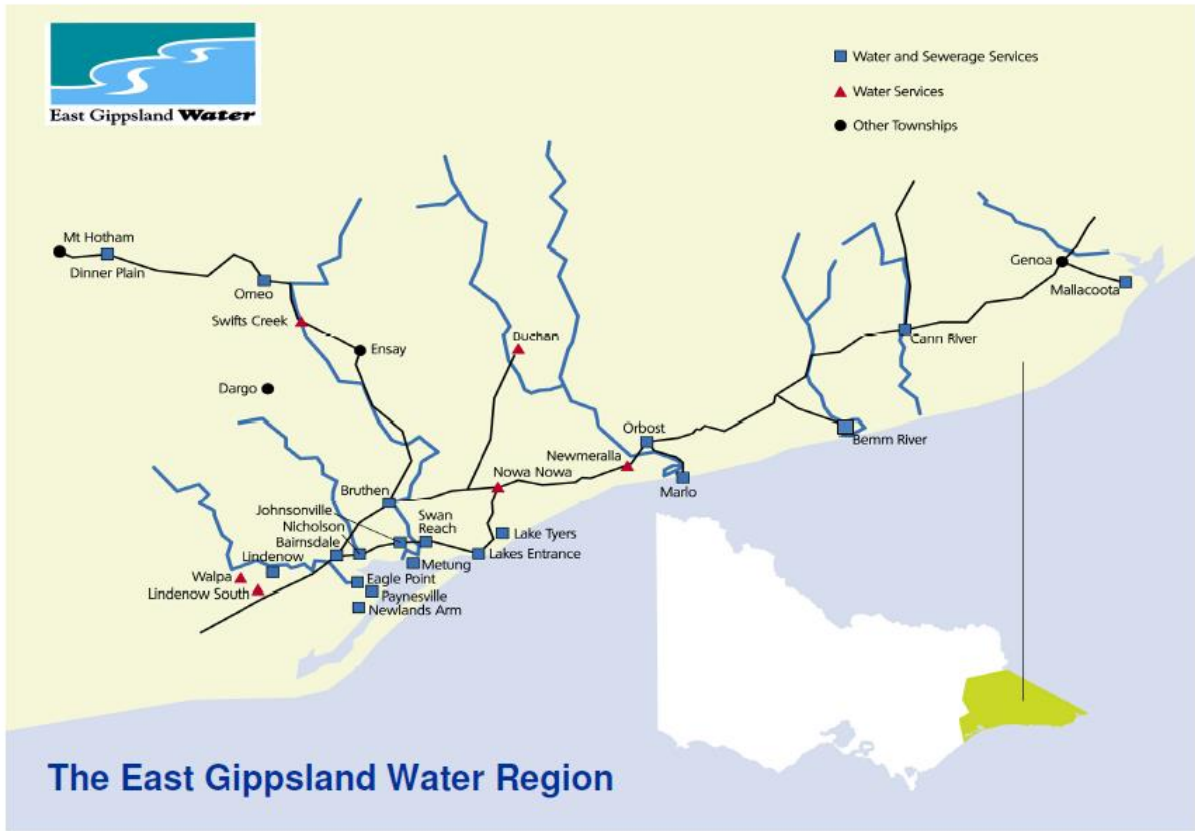 East Gippsland Water
Water and Sewerage Services
Water Services
Other Townships
Mt Hotham
Dinner Plain
Omeo
Swifts Creek
Ensay
Dargo
Buchan
Genoa
Mallacoota
Cann River
Bemm River
Orbost
Newmeralla
Nowa Nowa
Marlo
Bruthen
Johnsonville
Nicholson
Bairnsdale
Swan
Reach
Lake Tyers
Lakes Entrance
Lindenow
Metung
Walpa
Eagle Point
Lindenow South
Paynesville
Newlands Arm
The East Gippsland Water Region